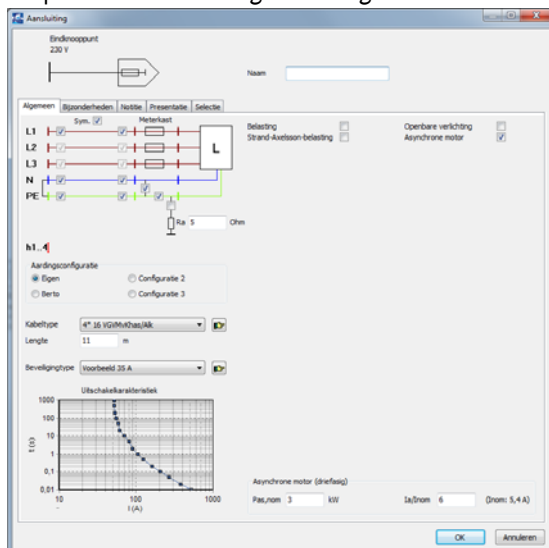 Aansluiting
Eindknooppunt
230 V
Naam
Algemeen Bijzonderheden Notitie Presentatie Selectie
Sym. Meterkast
L1
L2
L3
N
PE
L
Ra 5 Ohm
h1..4
Belasting
Strand-Axelsson-belasting
Openbare verlichting
Asynchrone motor
Aardingsconfiguratie
Eigen Configuratie 2
Berto Configuratie 3
Kabeltype 4* 16 VGVMvKhas/Alk
Lengte 11 m
Beveiligingtype Voorbeeld 35 A
Uitschakelkarakteristiek
1000
100
10
1
0,1
0,01
t (s)
10 100 1000
I (A)
Asynchrone motor (driefasig)
Pas,nom 3 kW Ia/Inom 6 (Inom: 5,4 A)
OK Annuleren